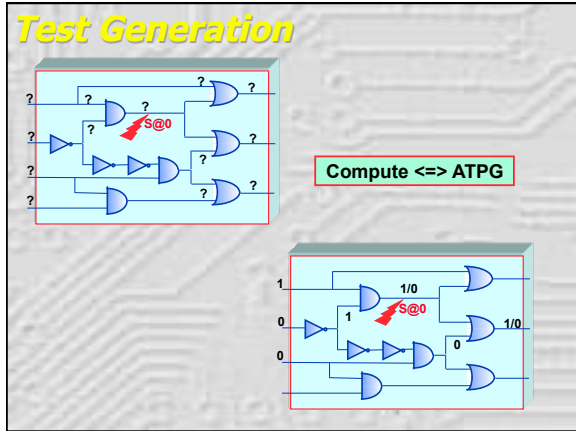 Test Generation
? ? ?
? ? ?
S@0
? ? ?
?
?
? ? ?
Compute <=> ATPG
1 1/0
S@0
0 1 1/0
0 0